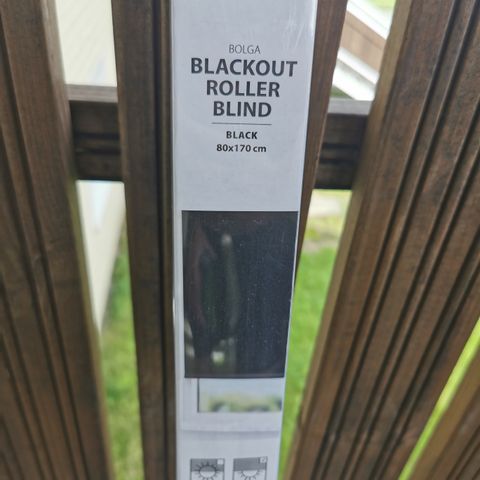 BOLGA
BLACKOUT
ROLLER
BLIND
BLACK
80x170 cm